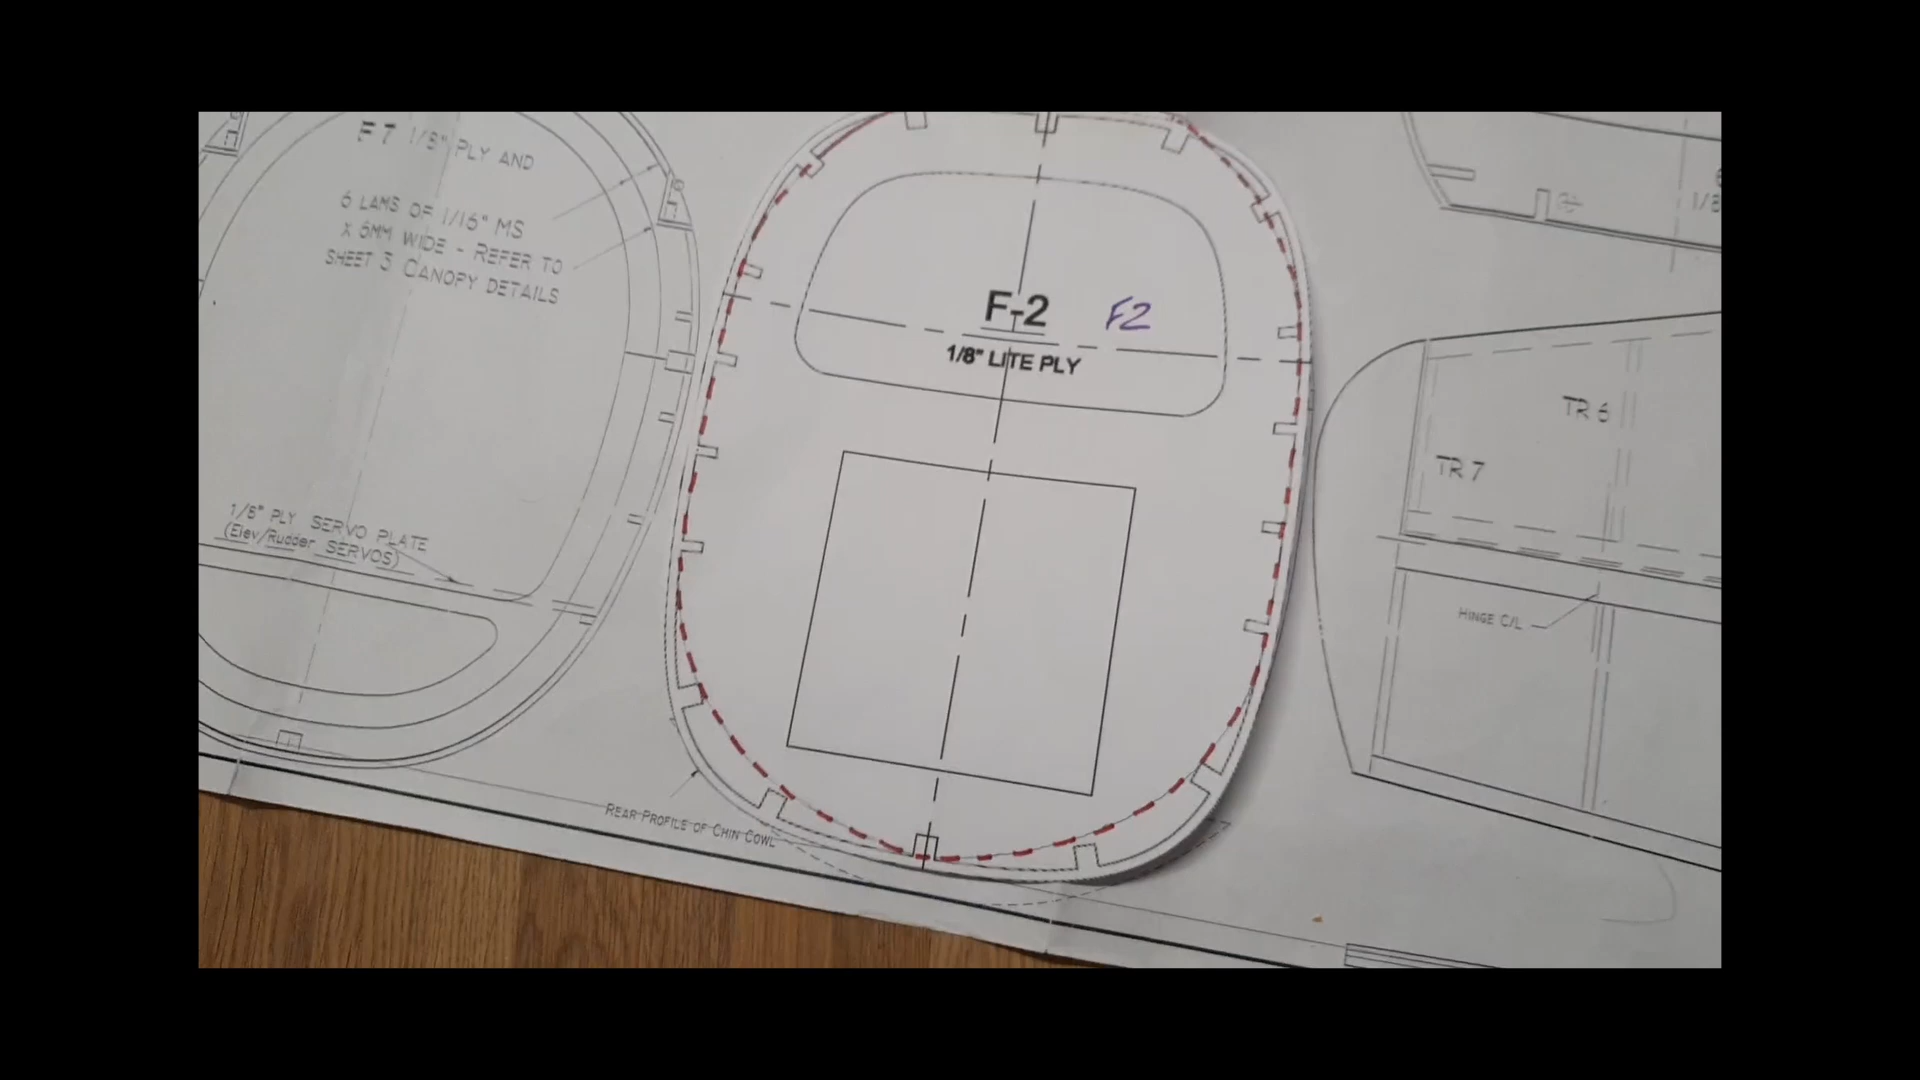 F7 1/8" PLY AND
6 LAMS OF 1/16" MS
X 6MM WIDE - REFER TO
SHEET 3 CANOPY DETAILS
1/8" PLY SERVO PLATE
(Elev/Rudder SERVOS)
F-2 F2
1/8" LITE PLY
REAR PROFILE OF CHIN COWL
TR 6
TR 7
HINGE C/L
1/8